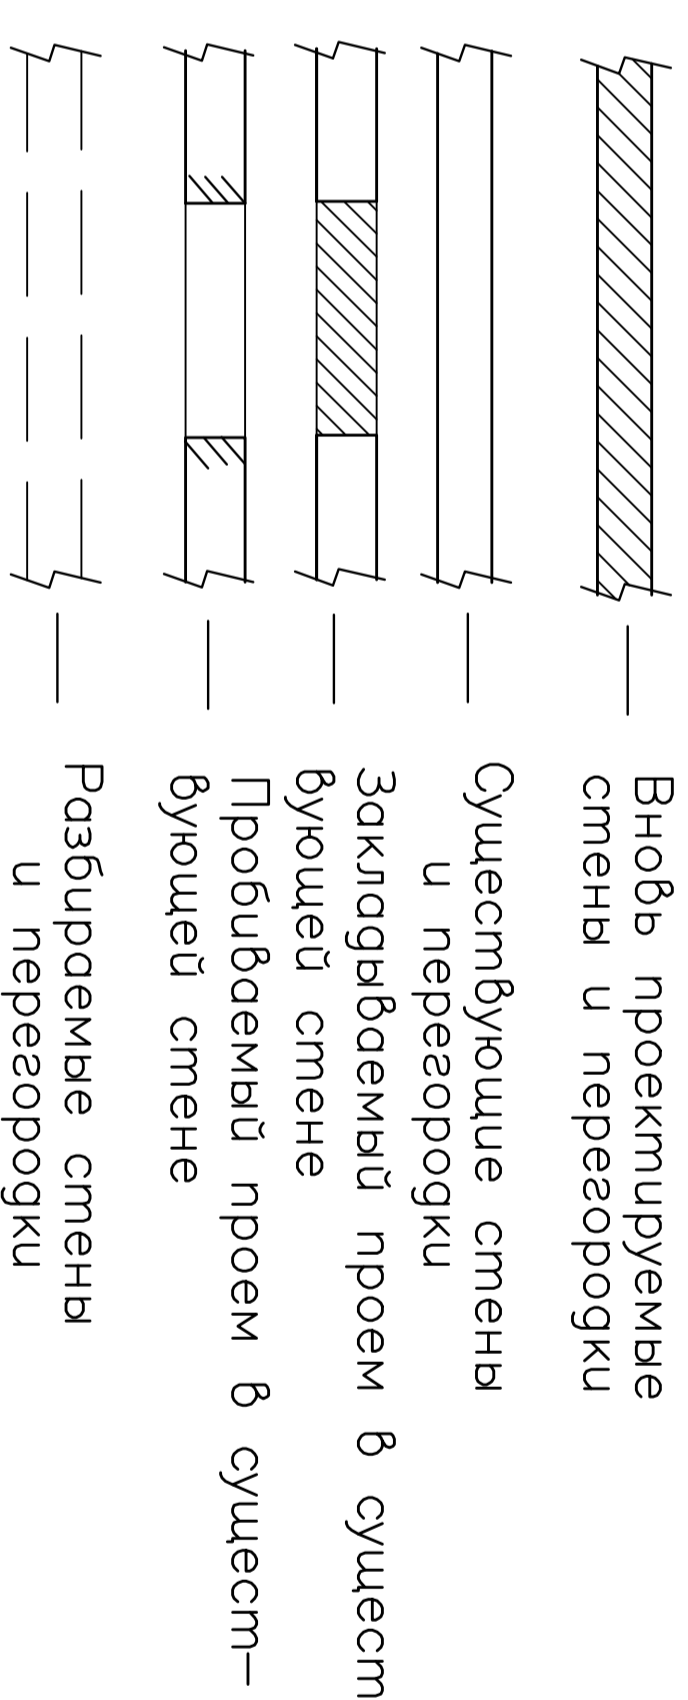 Вновь проектируемые
стены и перегородки
Существующие стены
и перегородки
Закладываемый проем в сущест
вующей стене
Пробиваемый проем в сущест-
вующей стене
Разбираемые стены
и перегородки